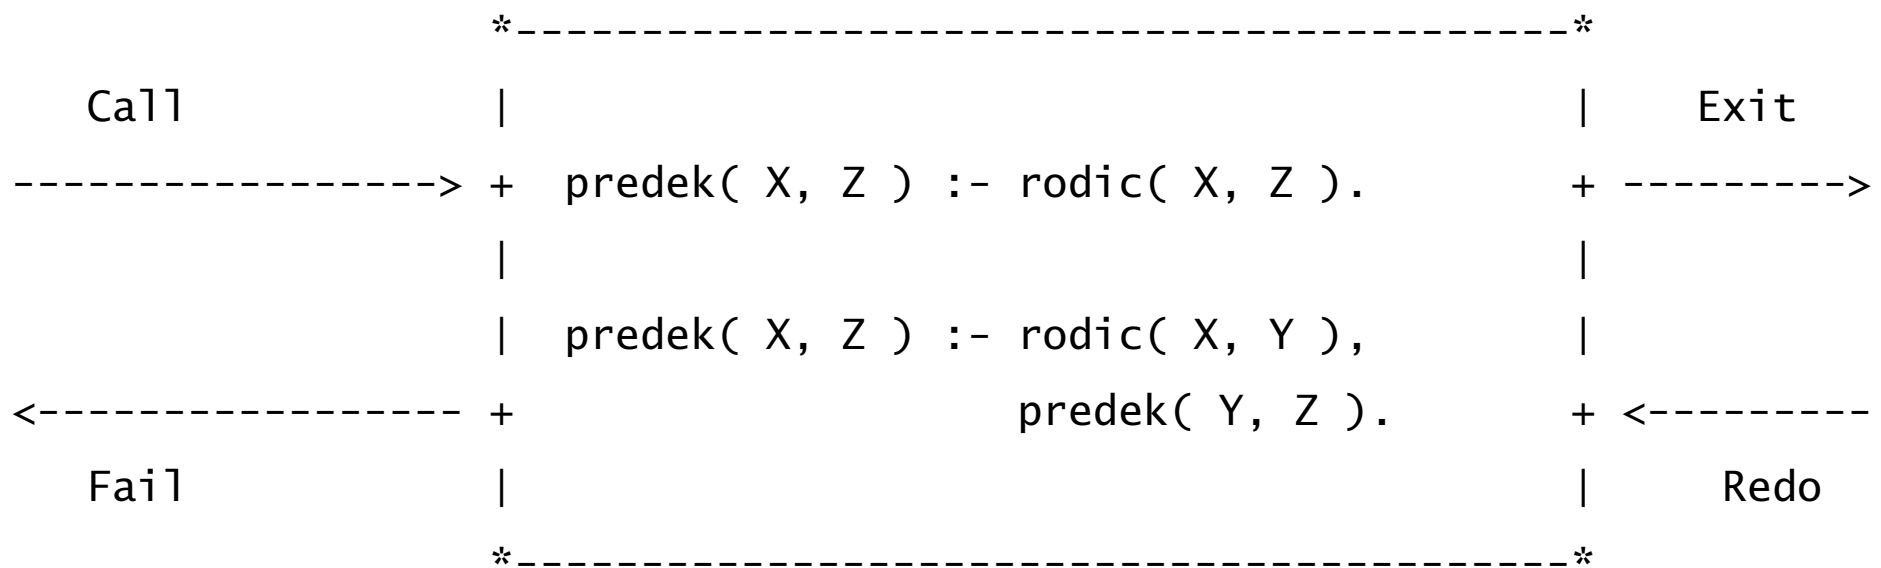 *------------------------------------------*
Call | | Exit
-----------------> + predek( X, Z ) :- rodic( X, Z ). + --------->
| |
| predek( X, Z ) :- rodic( X, Y ), |
<----------------- + predek( Y, Z ). + <---------
Fail | | Redo
*------------------------------------------*